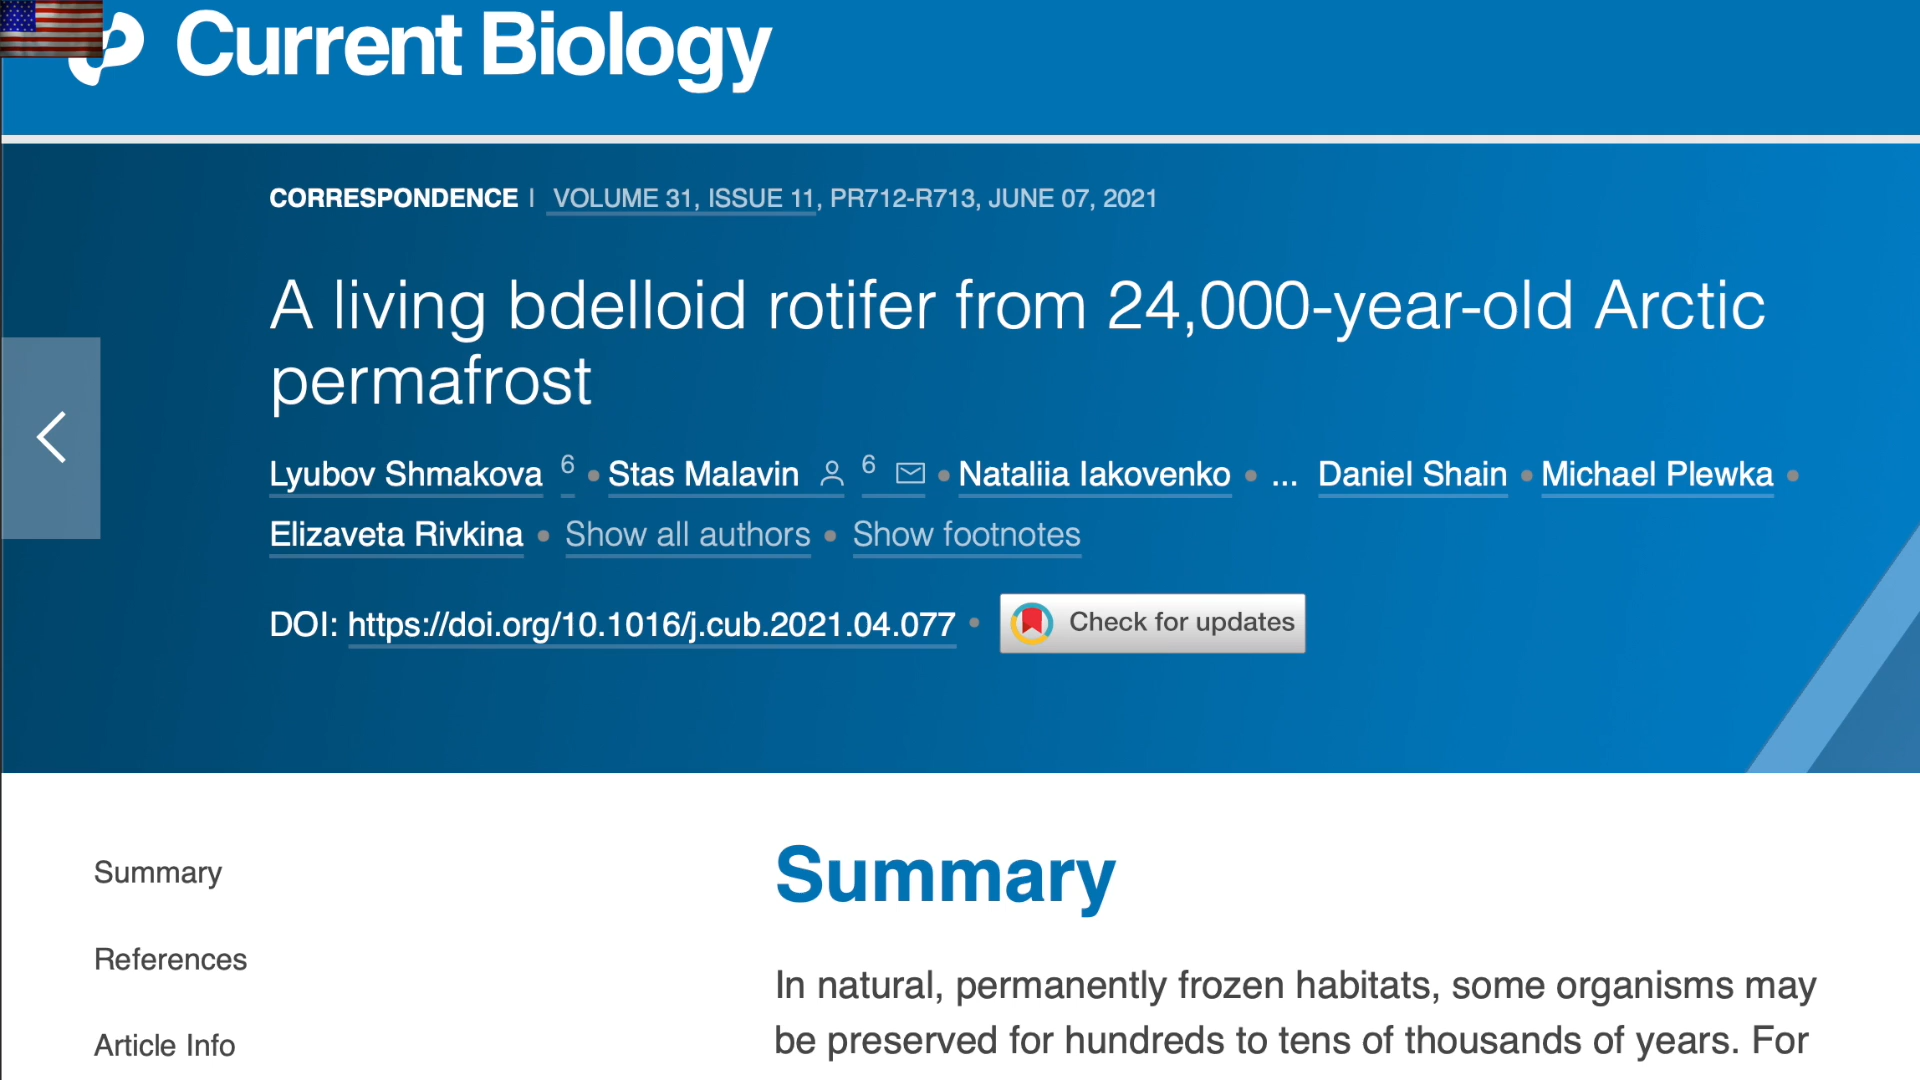 Current Biology
CORRESPONDENCE | VOLUME 31, ISSUE 11, PR712-R713, JUNE 07, 2021
A living bdelloid rotifer from 24,000-year-old Arctic
permafrost
Lyubov Shmakova 6 • Stas Malavin 6 • Nataliia Iakovenko • ... Daniel Shain • Michael Plewka •
Elizaveta Rivkina • Show all authors • Show footnotes
DOI: https://doi.org/10.1016/j.cub.2021.04.077 • Check for updates
Summary
Summary
References
In natural, permanently frozen habitats, some organisms may
be preserved for hundreds to tens of thousands of years. For
Article Info